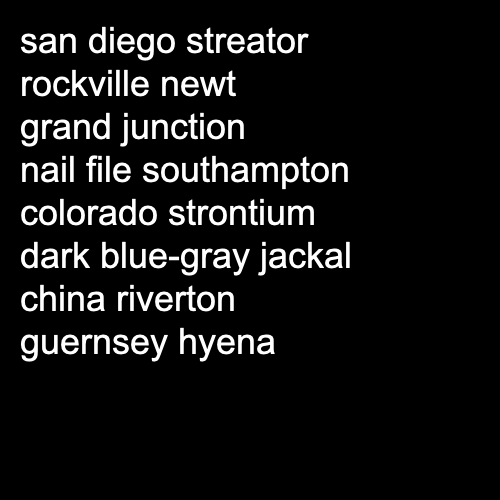 san diego streator
rockville newt
grand junction
nail file southampton
colorado strontium
dark blue-gray jackal
china riverton
guernsey hyena